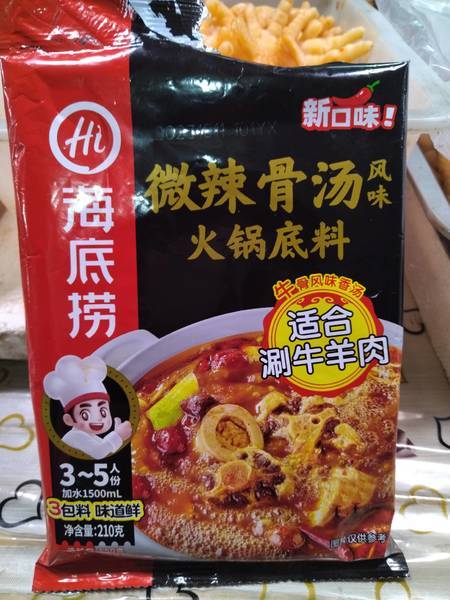 Hi
海底捞
新口味！
微辣骨汤风味
火锅底料
牛骨风味香汤
适合
涮牛羊肉
3~5人份
加水1500mL
3包料 味道鲜
净含量:210克
仅供参考